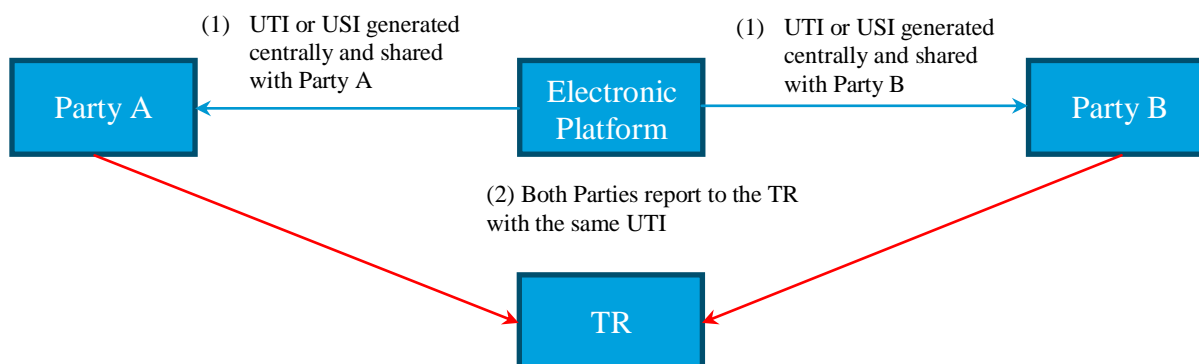 (1) UTI or USI generated
centrally and shared
with Party A
(1) UTI or USI generated
centrally and shared
with Party B
Party A
Electronic
Platform
Party B
(2) Both Parties report to the TR
with the same UTI
TR